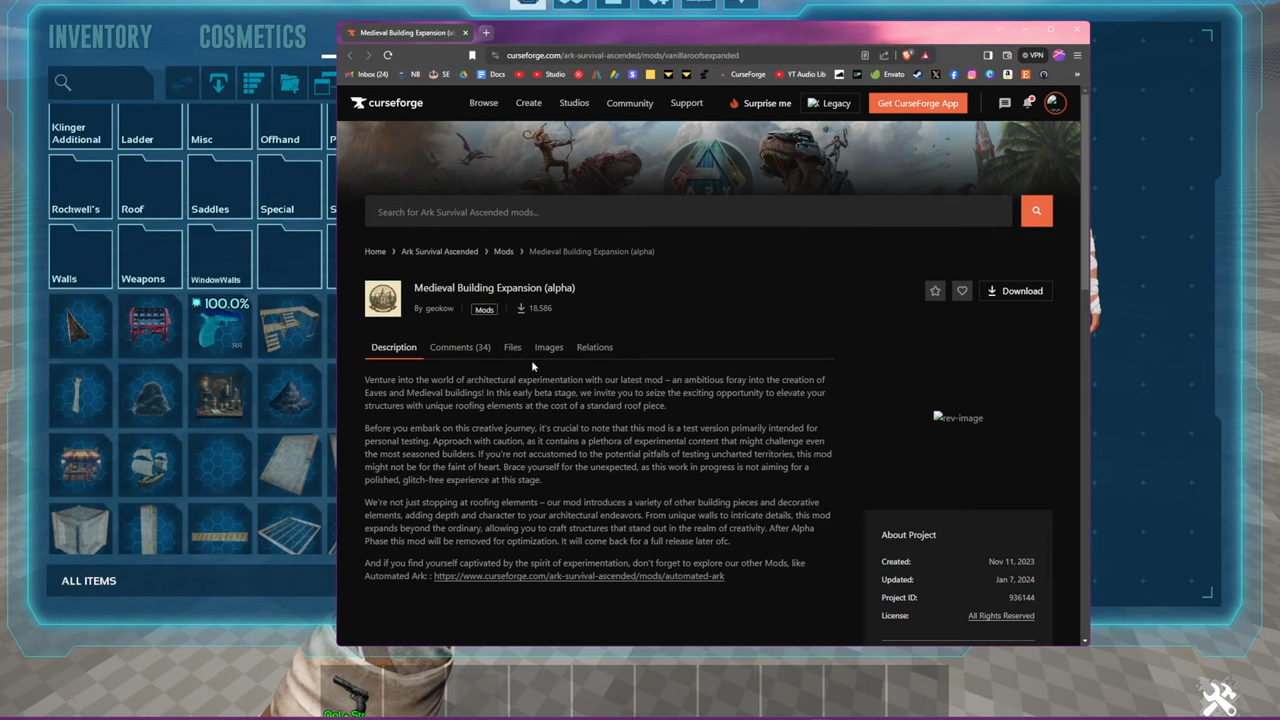 INVENTORY
COSMETICS
Klinger
Additional
Ladder
Misc
Offhand
Rockwell's
Roof
Saddles
Special
Walls
Weapons
WindowWalls
100.0%
RR
ALL ITEMS
Medieval Building Expansion (al
curseforge.com/ark-survival-ascended/mods/vanillaroofsexpanded
VPN
Inbox (24)
NB
SE
Docs
Studio
CurseForge
YT Audio Lib
Envato
curseforge
Browse
Create
Studios
Community
Support
Surprise me
Legacy
Get CurseForge App
ARK
Search for Ark Survival Ascended mods...
Home > Ark Survival Ascended > Mods > Medieval Building Expansion (alpha)
Medieval Building Expansion (alpha)
By geokow
Mods
18,586
Download
Description
Comments (34)
Files
Images
Relations
Venture into the world of architectural experimentation with our latest mod – an ambitious foray into the creation of
Eaves and Medieval buildings! In this early beta stage, we invite you to seize the exciting opportunity to elevate your
structures with unique roofing elements at the cost of a standard roof piece.
Before you embark on this creative journey, it's crucial to note that this mod is a test version primarily intended for
personal testing. Approach with caution, as it contains a plethora of experimental content that might challenge even
the most seasoned builders. If you're not accustomed to the potential pitfalls of testing uncharted territories, this mod
might not be for the faint of heart. Brace yourself for the unexpected, as this work in progress is not aiming for a
polished, glitch-free experience at this stage.
We're not just stopping at roofing elements – our mod introduces a variety of other building pieces and decorative
elements, adding depth and character to your architectural endeavors. From unique walls to intricate details, this mod
expands beyond the ordinary, allowing you to craft structures that stand out in the realm of creativity. After Alpha
Phase this mod will be removed for optimization. It will come back for a full release later ofc.
And if you find yourself captivated by the spirit of experimentation, don't forget to explore our other Mods, like
Automated Ark: : https://www.curseforge.com/ark-survival-ascended/mods/automated-ark
rev-image
About Project
Created: Nov 11, 2023
Updated: Jan 7, 2024
Project ID: 936144
License: All Rights Reserved